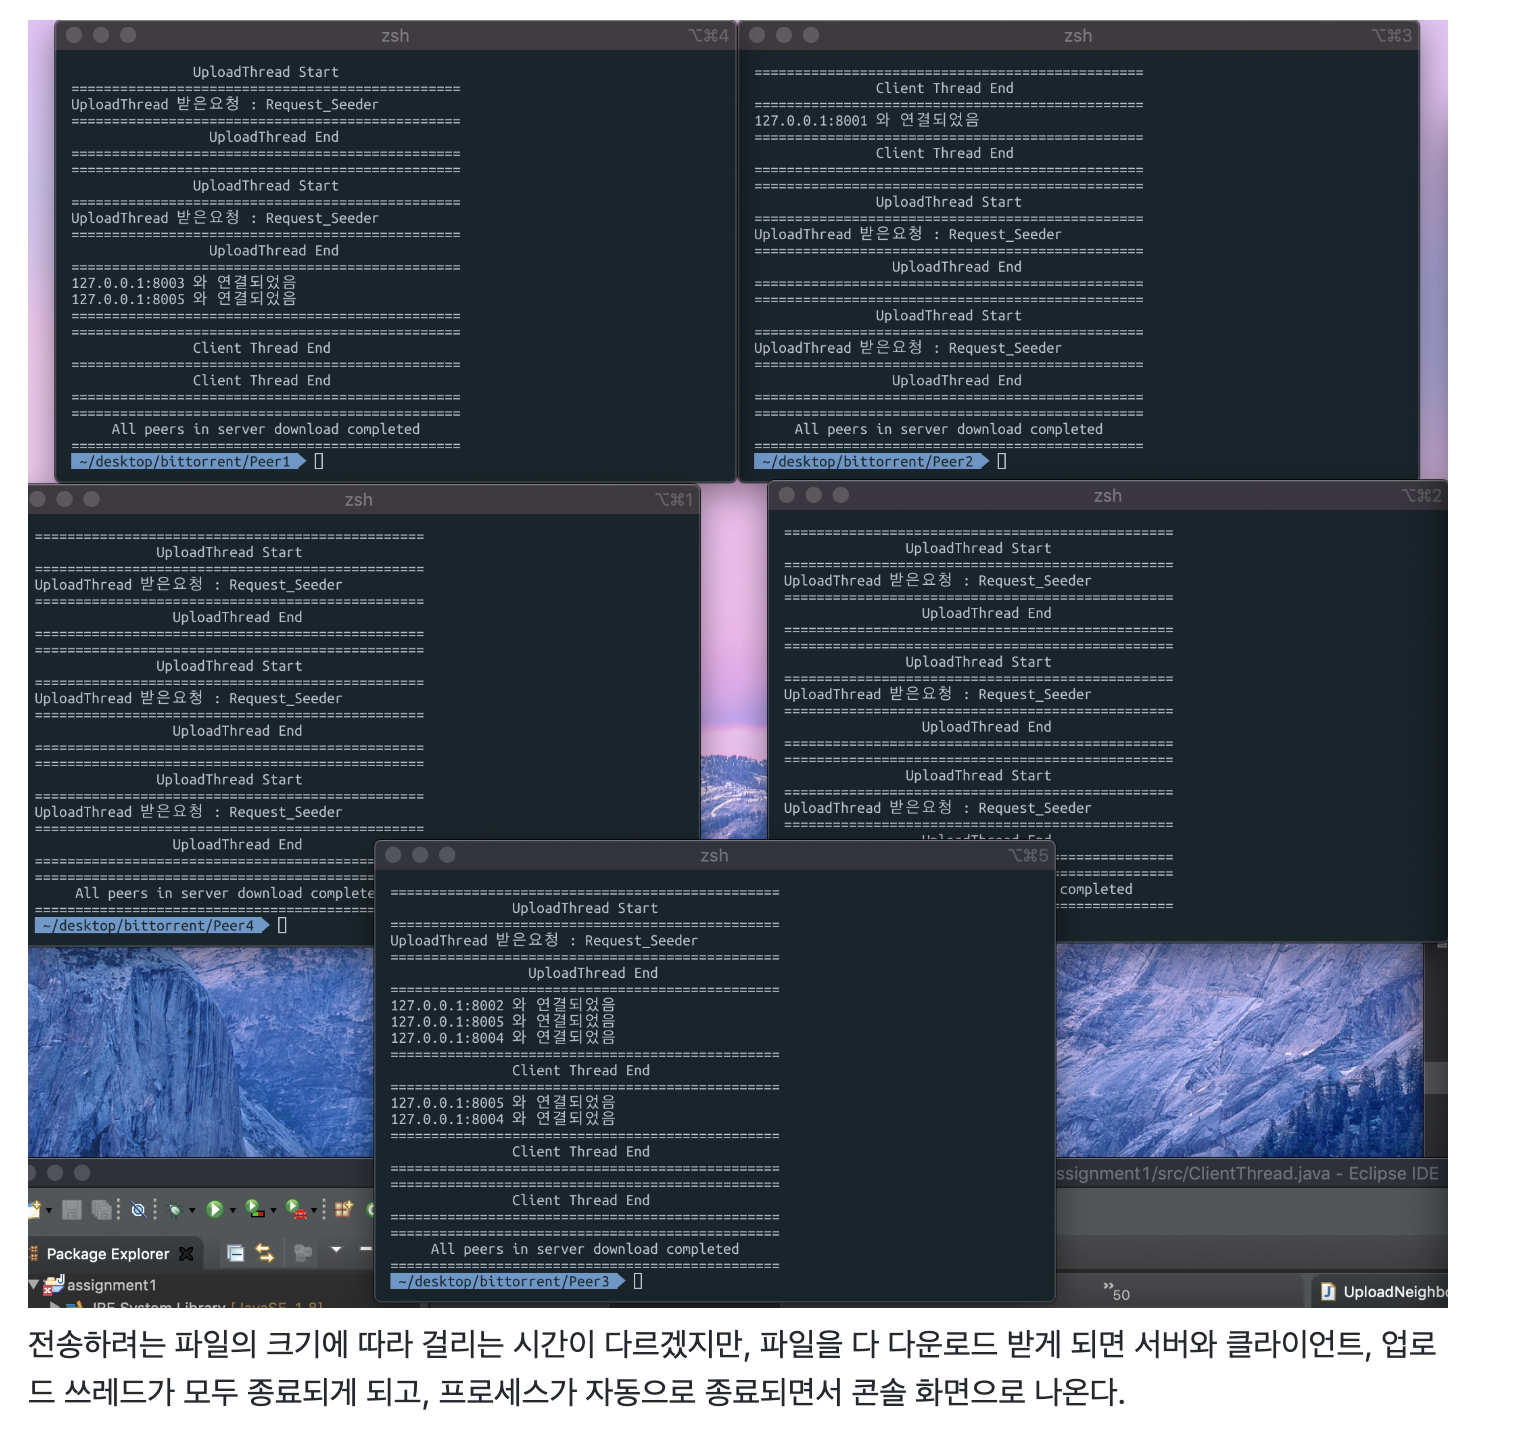 zsh
⌥⌘4
UploadThread Start
================================================
UploadThread 받은요청 : Request_Seeder
================================================
UploadThread End
================================================
================================================
UploadThread Start
================================================
UploadThread 받은요청 : Request_Seeder
================================================
UploadThread End
================================================
127.0.0.1:8003 와 연결되었음
127.0.0.1:8005 와 연결되었음
================================================
================================================
Client Thread End
================================================
Client Thread End
================================================
================================================
All peers in server download completed
================================================
~/desktop/bittorrent/Peer1
zsh
⌥⌘3
================================================
Client Thread End
================================================
127.0.0.1:8001 와 연결되었음
================================================
Client Thread End
================================================
================================================
UploadThread Start
================================================
UploadThread 받은요청 : Request_Seeder
================================================
UploadThread End
================================================
================================================
UploadThread Start
================================================
UploadThread 받은요청 : Request_Seeder
================================================
UploadThread End
================================================
================================================
All peers in server download completed
================================================
~/desktop/bittorrent/Peer2
zsh
⌥⌘1
================================================
UploadThread Start
================================================
UploadThread 받은요청 : Request_Seeder
================================================
UploadThread End
================================================
================================================
UploadThread Start
================================================
UploadThread 받은요청 : Request_Seeder
================================================
UploadThread End
================================================
================================================
UploadThread Start
================================================
UploadThread 받은요청 : Request_Seeder
================================================
UploadThread End
==========================================
==========================================
All peers in server download complete
==========================================
~/desktop/bittorrent/Peer4
zsh
⌥⌘2
================================================
UploadThread Start
================================================
UploadThread 받은요청 : Request_Seeder
================================================
UploadThread End
================================================
================================================
UploadThread Start
================================================
UploadThread 받은요청 : Request_Seeder
================================================
UploadThread End
================================================
================================================
UploadThread Start
================================================
UploadThread 받은요청 : Request_Seeder
================================================
UploadThread End
==============
==============
completed
==============
zsh
⌥⌘5
================================================
UploadThread Start
================================================
UploadThread 받은요청 : Request_Seeder
================================================
UploadThread End
================================================
127.0.0.1:8002 와 연결되었음
127.0.0.1:8005 와 연결되었음
127.0.0.1:8004 와 연결되었음
================================================
Client Thread End
================================================
127.0.0.1:8005 와 연결되었음
127.0.0.1:8004 와 연결되었음
================================================
Client Thread End
================================================
================================================
Client Thread End
================================================
================================================
All peers in server download completed
================================================
~/desktop/bittorrent/Peer3
ssignment1/src/ClientThread.java - Eclipse IDE
Package Explorer
assignment1
JRE System Library [JavaSE-1.8]
»50
UploadNeighb
전송하려는 파일의 크기에 따라 걸리는 시간이 다르겠지만, 파일을 다 다운로드 받게 되면 서버와 클라이언트, 업로
드 쓰레드가 모두 종료되게 되고, 프로세스가 자동으로 종료되면서 콘솔 화면으로 나온다.